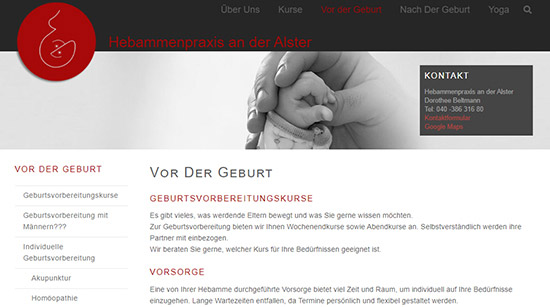 Über Uns Kurse Vor der Geburt Nach Der Geburt Yoga
Hebammenpraxis an der Alster
KONTAKT
Hebammenpraxis an der Alster
Dorothee Beltmann
Tel: 040 -386 316 80
Kontaktformular
Google Maps
VOR DER GEBURT
Geburtsvorbereitungskurse
Geburtsvorbereitung mit
Männern???
Individuelle
Geburtsvorbereitung
Akupunktur
Homöopathie
VOR DER GEBURT
GEBURTSVORBEREITUNGSKURSE
Es gibt vieles, was werdende Eltern bewegt und was Sie gerne wissen möchten.
Zur Geburtvorbereitung bieten wir Ihnen Wochenendkurse sowie Abendkurse an. Selbstverständlich werden ihre
Partner mit einbezogen.
Wir beraten Sie gerne, welcher Kurs für Ihre Bedürfnissen geeignet ist.
VORSORGE
Eine von Ihrer Hebamme durchgeführte Vorsorge bietet viel Zeit und Raum, um individuell auf Ihre Bedürfnisse
einzugehen. Lange Wartezeiten entfallen, da Termine persönlich und flexibel gestaltet werden.